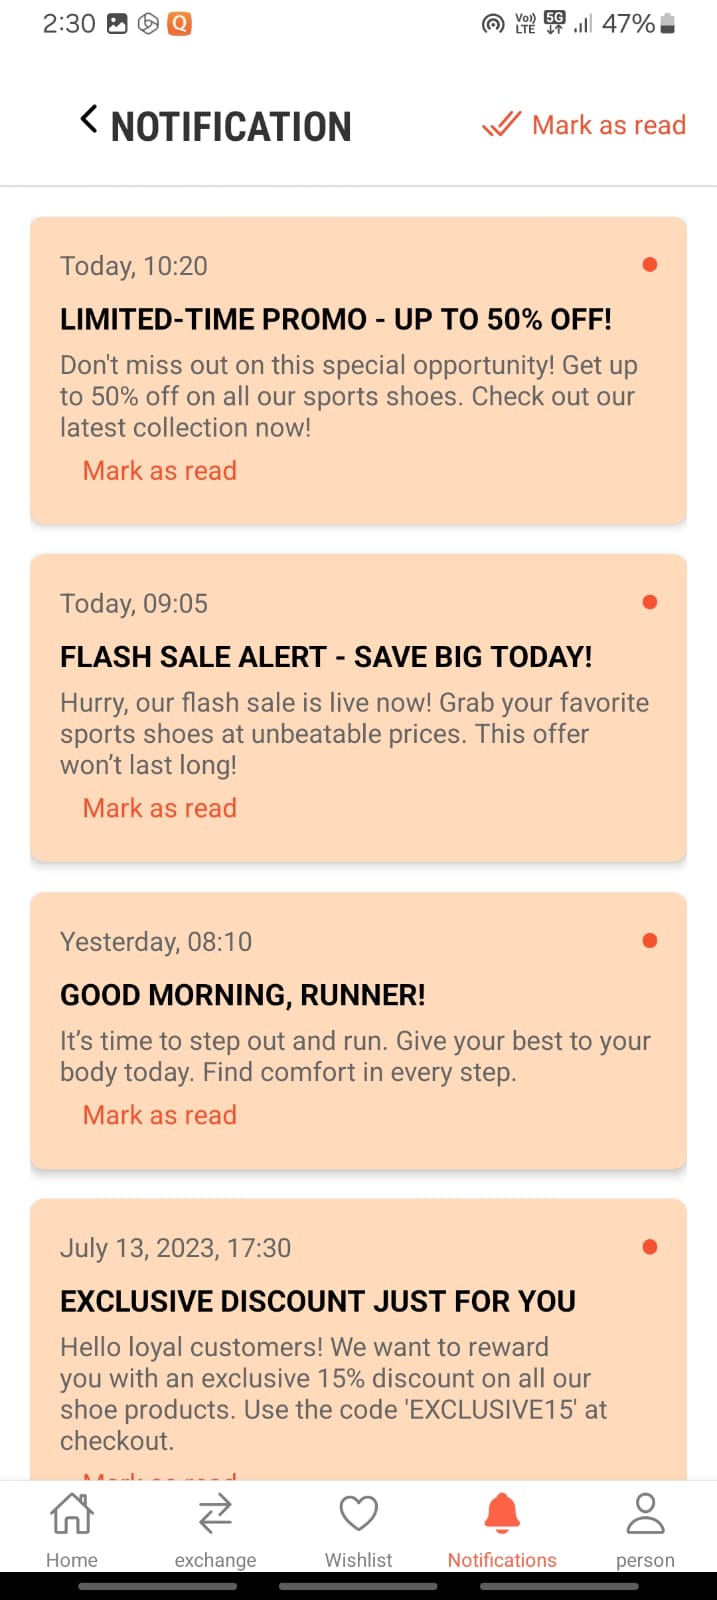 2:30 Q Vo)) LTE 5G 47%
NOTIFICATION Mark as read
Today, 10:20
LIMITED-TIME PROMO - UP TO 50% OFF!
Don't miss out on this special opportunity! Get up
to 50% off on all our sports shoes. Check out our
latest collection now!
Mark as read
Today, 09:05
FLASH SALE ALERT - SAVE BIG TODAY!
Hurry, our flash sale is live now! Grab your favorite
sports shoes at unbeatable prices. This offer
won’t last long!
Mark as read
Yesterday, 08:10
GOOD MORNING, RUNNER!
It’s time to step out and run. Give your best to your
body today. Find comfort in every step.
Mark as read
July 13, 2023, 17:30
EXCLUSIVE DISCOUNT JUST FOR YOU
Hello loyal customers! We want to reward
you with an exclusive 15% discount on all our
shoe products. Use the code 'EXCLUSIVE15' at
checkout.
Mark as read
Home exchange Wishlist Notifications person